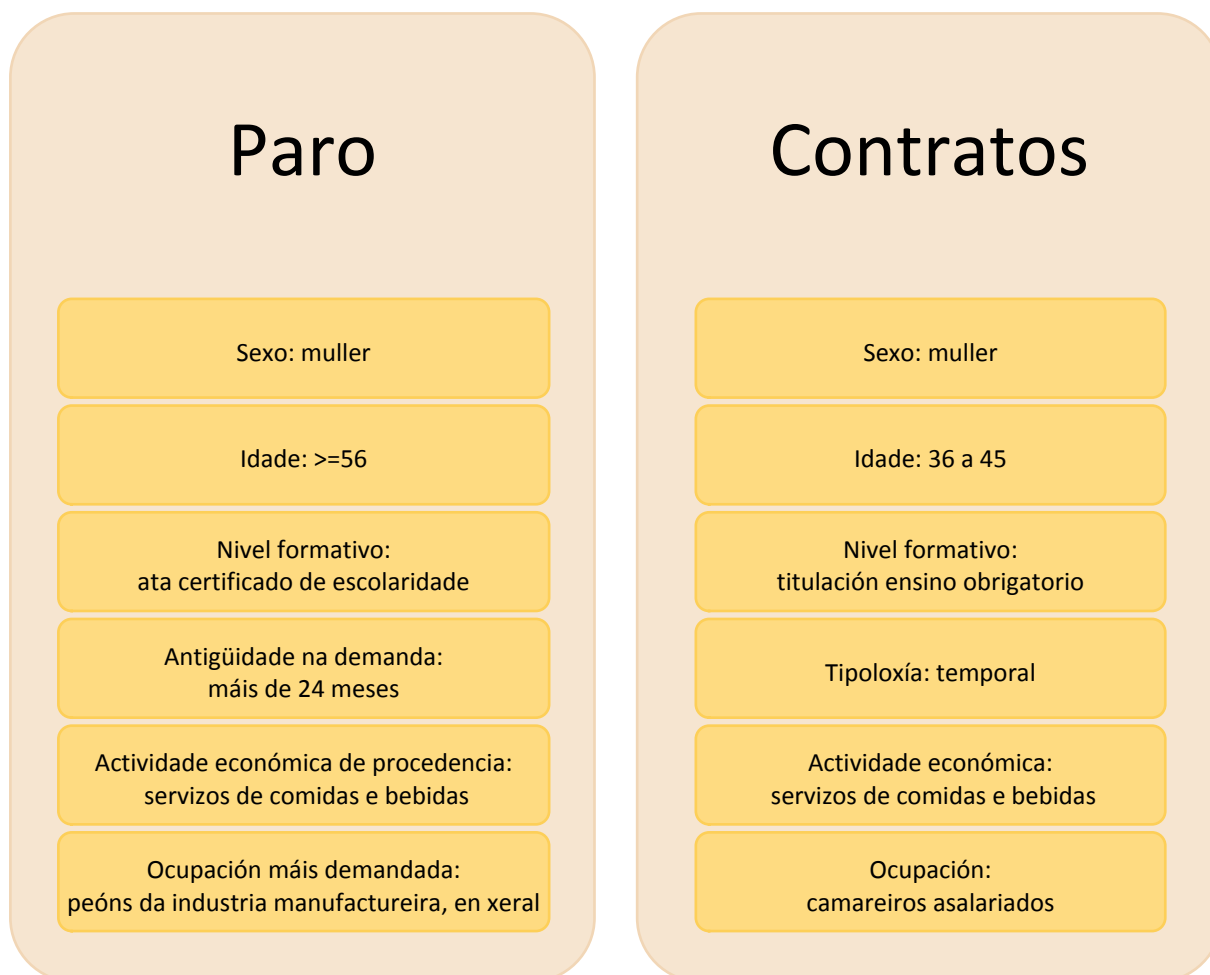 Paro
Sexo: muller
Idade: >=56
Nivel formativo:
ata certificado de escolaridade
Antigüidade na demanda:
máis de 24 meses
Actividade económica de procedencia:
servizos de comidas e bebidas
Ocupación máis demandada:
peóns da industria manufactureira, en xeral
Contratos
Sexo: muller
Idade: 36 a 45
Nivel formativo:
titulación ensino obrigatorio
Tipoloxía: temporal
Actividade económica:
servizos de comidas e bebidas
Ocupación:
camareiros asalariados